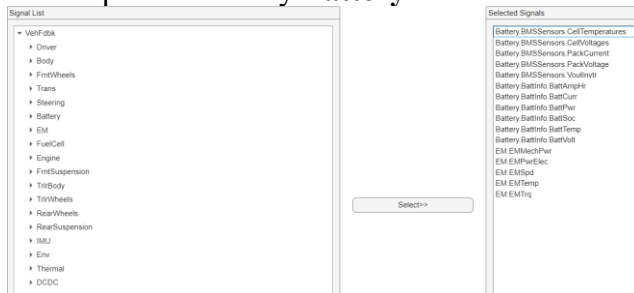 Signal List
VehFdbk
Driver
Body
FrntWheels
Trans
Steering
Battery
EM
FuelCell
Engine
FrntSuspension
TrlrBody
TrlrWheels
RearWheels
RearSuspension
IMU
Env
Thermal
DCDC
Select>>
Selected Signals
Battery.BMSSensors.CellTemperatures
Battery.BMSSensors.CellVoltages
Battery.BMSSensors.PackCurrent
Battery.BMSSensors.PackVoltage
Battery.BMSSensors.VoutInvtr
Battery.BattInfo.BattAmpHr
Battery.BattInfo.BattCurr
Battery.BattInfo.BattPwr
Battery.BattInfo.BattSoc
Battery.BattInfo.BattTemp
Battery.BattInfo.BattVolt
EM.EMMechPwr
EM.EMPwrElec
EM.EMSpd
EM.EMTemp
EM.EMTrq